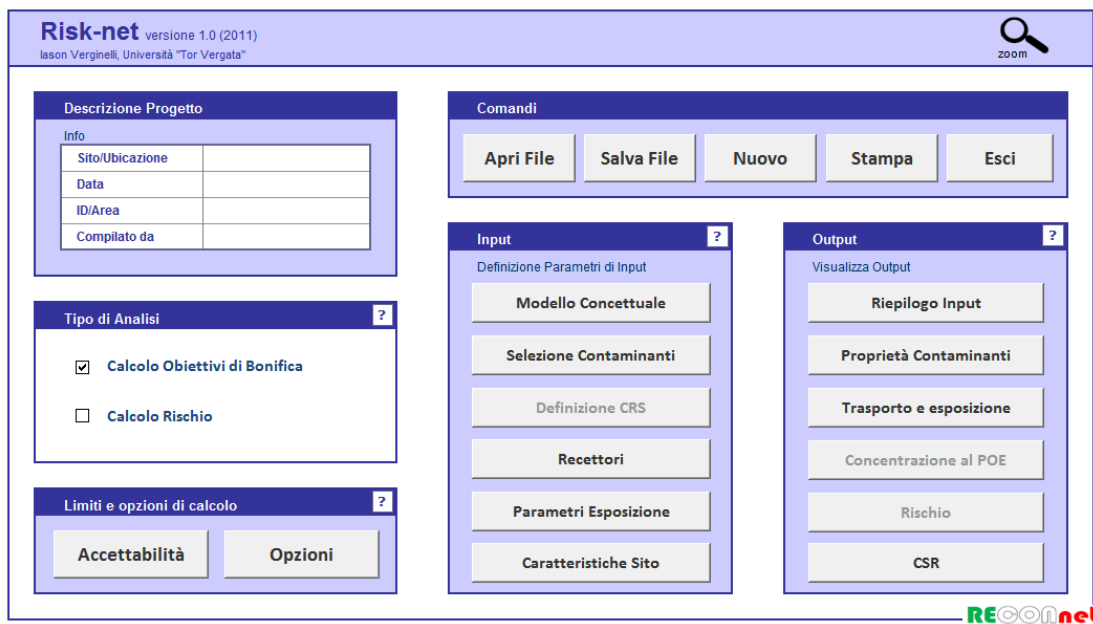 Risk-net versione 1.0 (2011)
Iason Verginelli, Università "Tor Vergata"
zoom
Descrizione Progetto
Info
Sito/Ubicazione
Data
ID/Area
Compilato da
Comandi
Apri File
Salva File
Nuovo
Stampa
Esci
Tipo di Analisi
?
Calcolo Obiettivi di Bonifica
Calcolo Rischio
Limiti e opzioni di calcolo
?
Accettabilità
Opzioni
Input
?
Definizione Parametri di Input
Modello Concettuale
Selezione Contaminanti
Definizione CRS
Recettori
Parametri Esposizione
Caratteristiche Sito
Output
?
Visualizza Output
Riepilogo Input
Proprietà Contaminanti
Trasporto e esposizione
Concentrazione al POE
Rischio
CSR
RECONnet